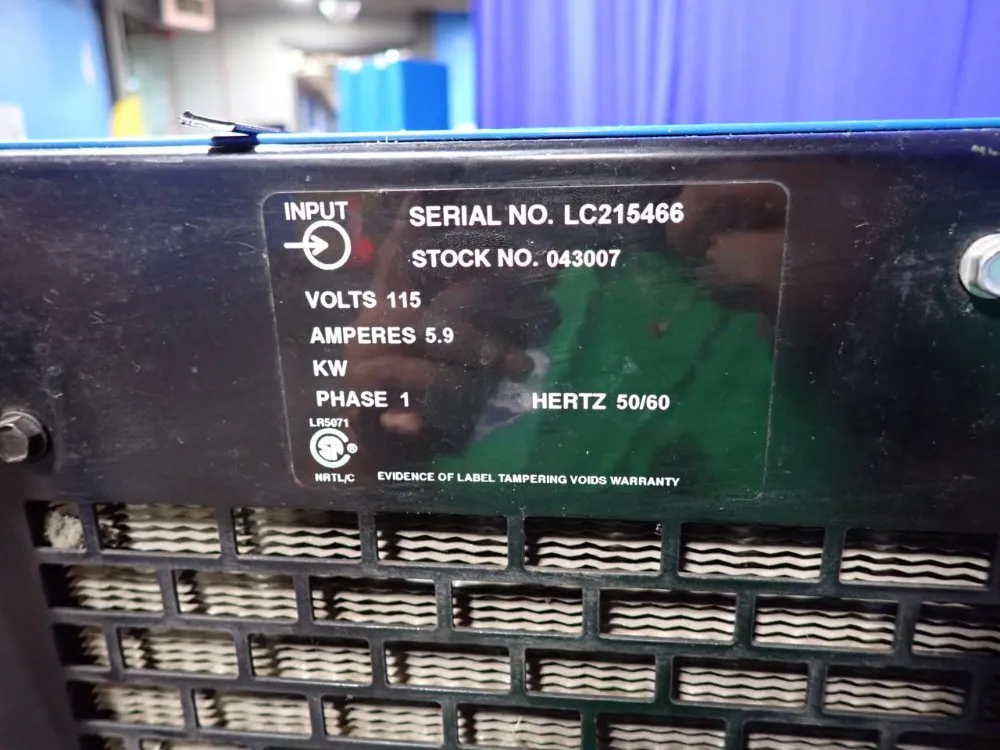 INPUT
SERIAL NO. LC215466
STOCK NO. 043007
VOLTS 115
AMPERES 5.9
KW
PHASE 1 HERTZ 50/60
LR5071
®
NRTL/C
EVIDENCE OF LABEL TAMPERING VOIDS WARRANTY